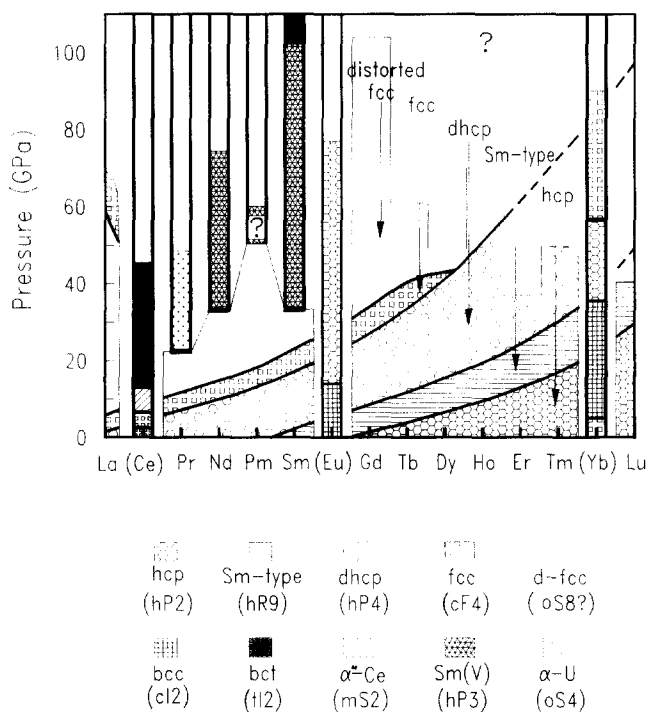 100
80
60
40
20
0
Pressure (GPa)
?
distorted
fcc
fcc
dhcp
Sm-type
hcp
?
La (Ce) Pr Nd Pm Sm (Eu) Gd Tb Dy Ho Er Tm (Yb) Lu
hcp Sm-type dhcp fcc d-fcc
(hP2) (hR9) (hP4) (cF4) (oS8?)
bcc bct α"-Ce Sm(V) α-U
(cI2) (tI2) (mS2) (hP3) (oS4)